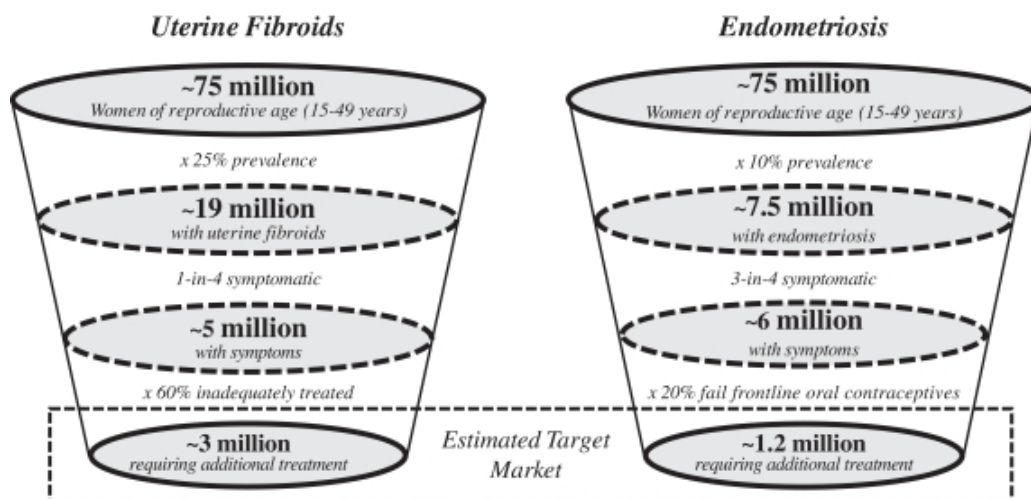 Uterine Fibroids
~75 million
Women of reproductive age (15-49 years)
x 25% prevalence
~19 million
with uterine fibroids
1-in-4 symptomatic
~5 million
with symptoms
x 60% inadequately treated
~3 million
requiring additional treatment
Endometriosis
~75 million
Women of reproductive age (15-49 years)
x 10% prevalence
~7.5 million
with endometriosis
3-in-4 symptomatic
~6 million
with symptoms
x 20% fail frontline oral contraceptives
~1.2 million
requiring additional treatment
Estimated Target
Market